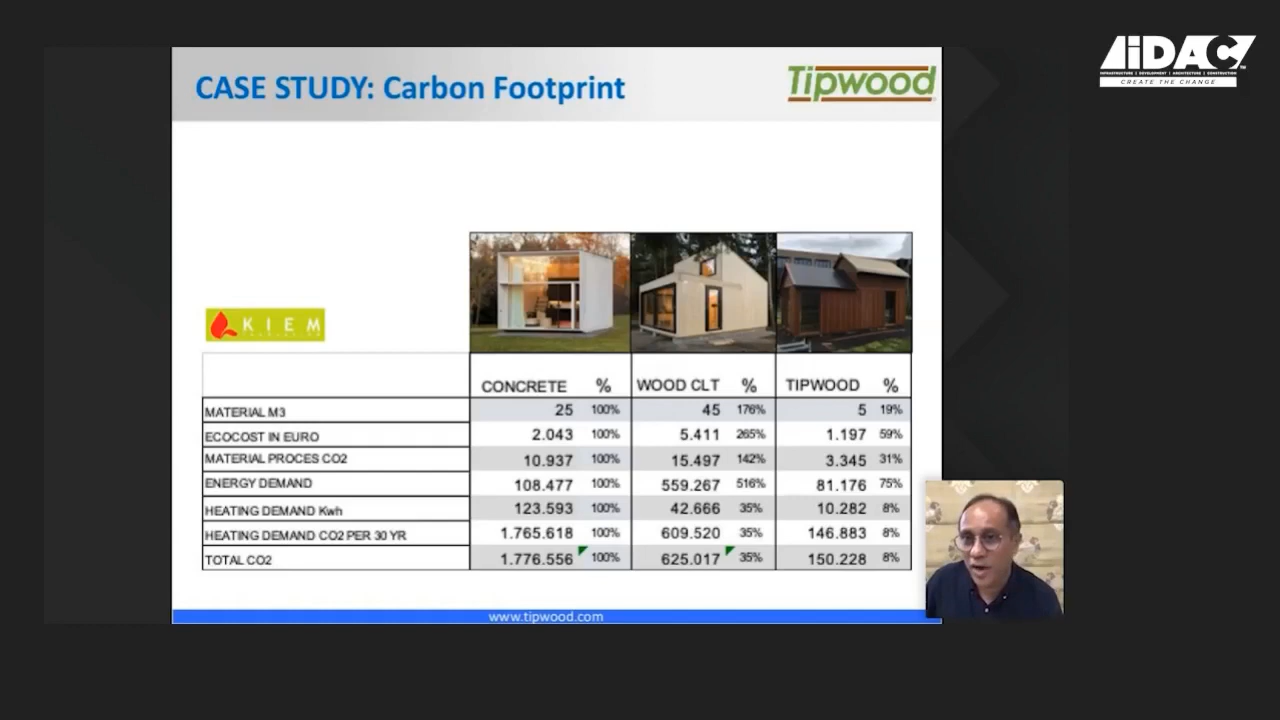 AIDAC
INFRASTRUCTURE | DEVELOPMENT | ARCHITECTURE | CONSTRUCTION
CREATE THE CHANGE
CASE STUDY: Carbon Footprint
Tipwood
KIEM
CONCRETE % WOOD CLT % TIPWOOD %
MATERIAL M3 25 100% 45 176% 5 19%
ECOCOST IN EURO 2.043 100% 5.411 265% 1.197 59%
MATERIAL PROCES CO2 10.937 100% 15.497 142% 3.345 31%
ENERGY DEMAND 108.477 100% 559.267 516% 81.176 75%
HEATING DEMAND Kwh 123.593 100% 42.666 35% 10.282 8%
HEATING DEMAND CO2 PER 30 YR 1.765.618 100% 609.520 35% 146.883 8%
TOTAL CO2 1.776.556 100% 625.017 35% 150.228 8%
www.tipwood.com